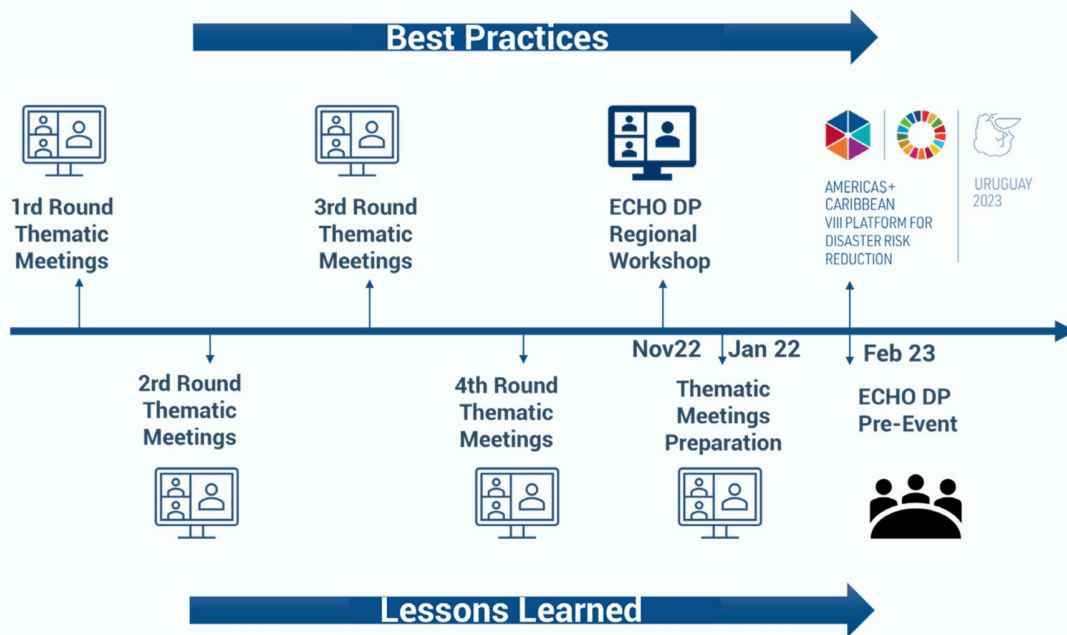 Best Practices
1rd Round
Thematic
Meetings
3rd Round
Thematic
Meetings
ECHO DP
Regional
Workshop
AMERICAS+
CARIBBEAN
VIII PLATFORM FOR
DISASTER RISK
REDUCTION
URUGUAY
2023
Nov22
Jan 22
Feb 23
2rd Round
Thematic
Meetings
4th Round
Thematic
Meetings
Thematic
Meetings
Preparation
ECHO DP
Pre-Event
Lessons Learned